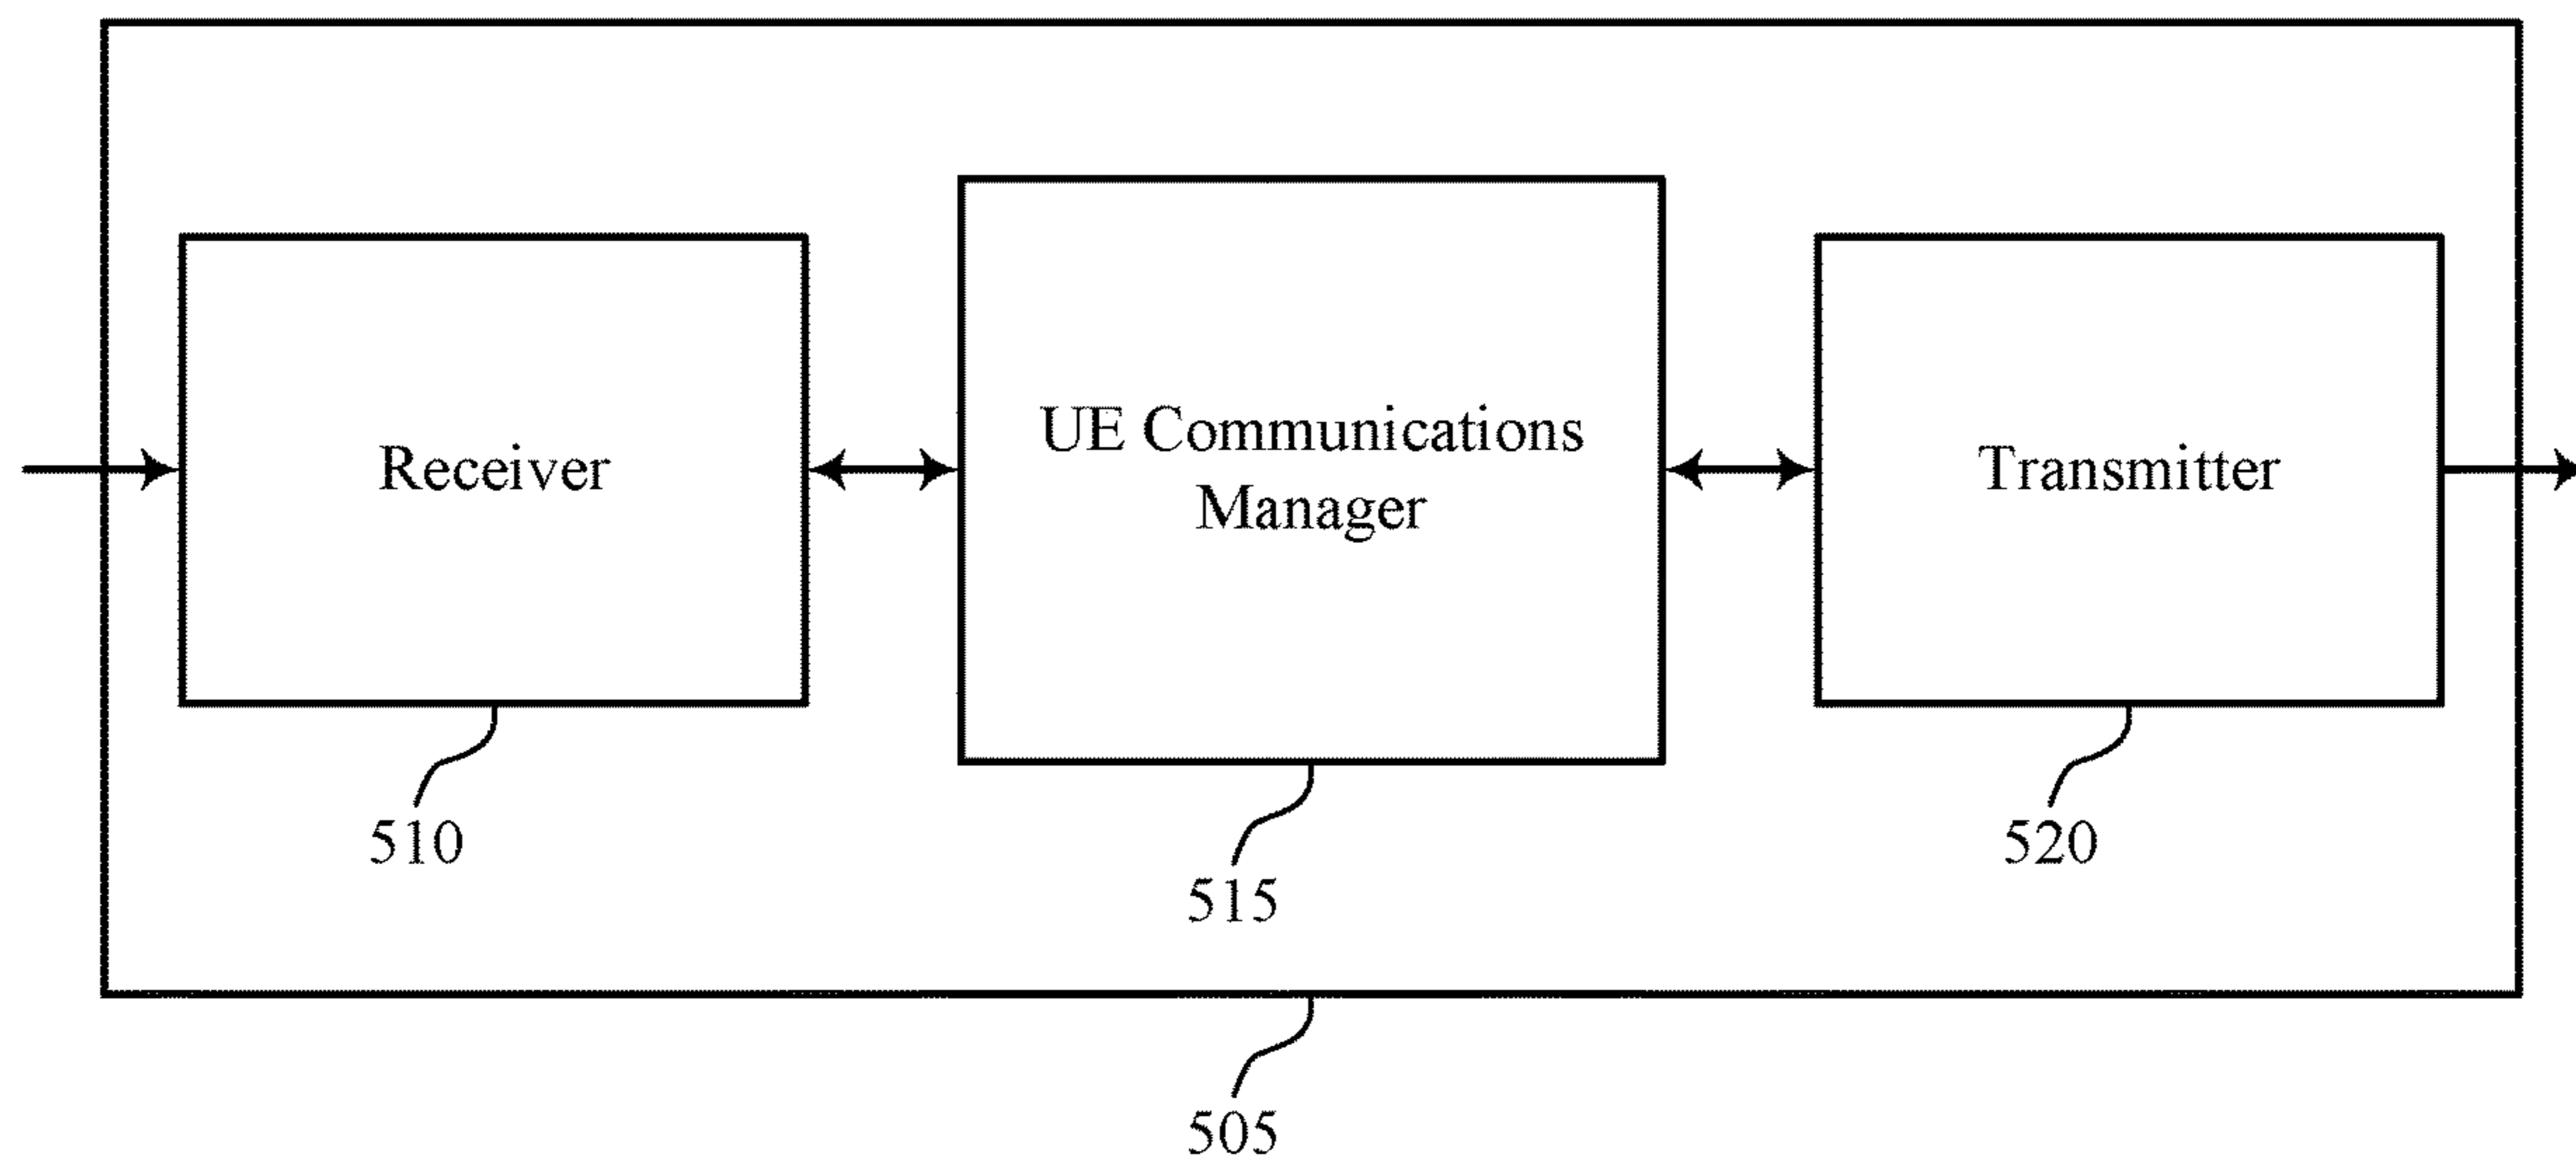 Receiver
UE Communications
Manager
Transmitter
510
515
520
505